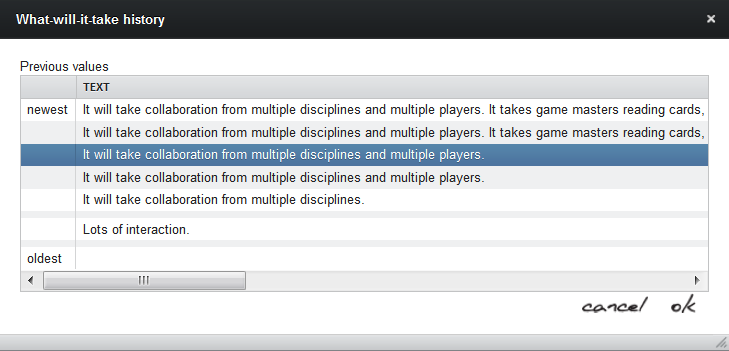 What-will-it-take history ×
Previous values
TEXT
newest It will take collaboration from multiple disciplines and multiple players. It takes game masters reading cards,
It will take collaboration from multiple disciplines and multiple players. It takes game masters reading cards,
It will take collaboration from multiple disciplines and multiple players.
It will take collaboration from multiple disciplines and multiple players.
It will take collaboration from multiple disciplines.
Lots of interaction.
oldest
cancel ok